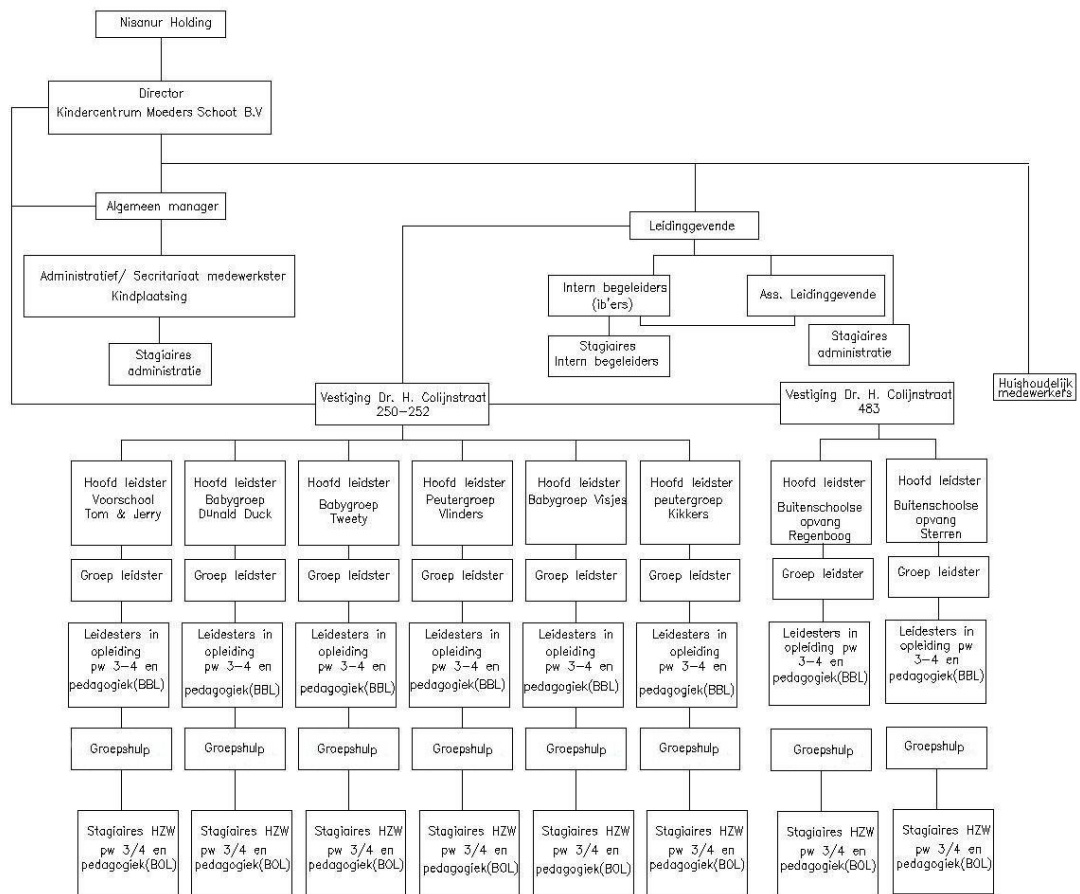 Nisanur Holding
Director
Kindercentrum Moeders Schoot B.V
Algemeen manager
Leidinggevende
Administratief/ Secritariaat medewerkster
Kindplaatsing
Intern begeleiders
(ib'ers)
Ass. Leidinggevende
Stagiaires
administratie
Stagiaires
Intern begeleiders
Stagiaires
administratie
Huishoudelijk
medewerkers
Vestiging Dr. H. Colijnstraat
250-252
Vestiging Dr. H. Colijnstraat
483
Hoofd leidster
Voorschool
Tom & Jerry
Hoofd leidster
Babygroep
Dunald Duck
Hoofd leidster
Babygroep
Tweety
Hoofd leidster
Peutergroep
Vlinders
Hoofd leidster
Babygroep Visjes
Hoofd leidster
peutergroep
Kikkers
Hoofd leidster
Buitenschoolse
opvang
Regenboog
Hoofd leidster
Buitenschoolse
opvang
Sterren
Groep leidster
Groep leidster
Groep leidster
Groep leidster
Groep leidster
Groep leidster
Groep leidster
Groep leidster
Leidesters in
opleiding
pw 3-4 en
pedagogiek(BBL)
Leidesters in
opleiding
pw 3-4 en
pedagogiek(BBL)
Leidesters in
opleiding
pw 3-4 en
pedagogiek(BBL)
Leidesters in
opleiding
pw 3-4 en
pedagogiek(BBL)
Leidesters in
opleiding
pw 3-4 en
pedagogiek(BBL)
Leidesters in
opleiding
pw 3-4 en
pedagogiek(BBL)
Leidesters in
opleiding pw
3-4 en
pedagogiek(BBL)
Leidesters in
opleiding pw
3-4 en
pedagogiek(BBL)
Groepshulp
Groepshulp
Groepshulp
Groepshulp
Groepshulp
Groepshulp
Groepshulp
Groepshulp
Stagiaires HZW
pw 3/4 en
pedagogiek(BOL)
Stagiaires HZW
pw 3/4 en
pedagogiek(BOL)
Stagiaires HZW
pw 3/4 en
pedagogiek(BOL)
Stagiaires HZW
pw 3/4 en
pedagogiek(BOL)
Stagiaires HZW
pw 3/4 en
pedagogiek(BOL)
Stagiaires HZW
pw 3/4 en
pedagogiek(BOL)
Stagiaires HZW
pw 3/4 en
pedagogiek(BOL)
Stagiaires HZW
pw 3/4 en
pedagogiek(BOL)